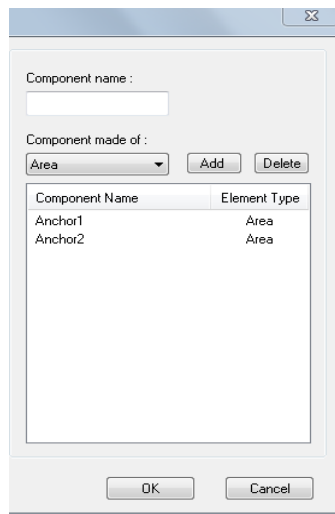 Component name :
Component made of :
Area Add Delete
Component Name Element Type
Anchor1 Area
Anchor2 Area
OK Cancel